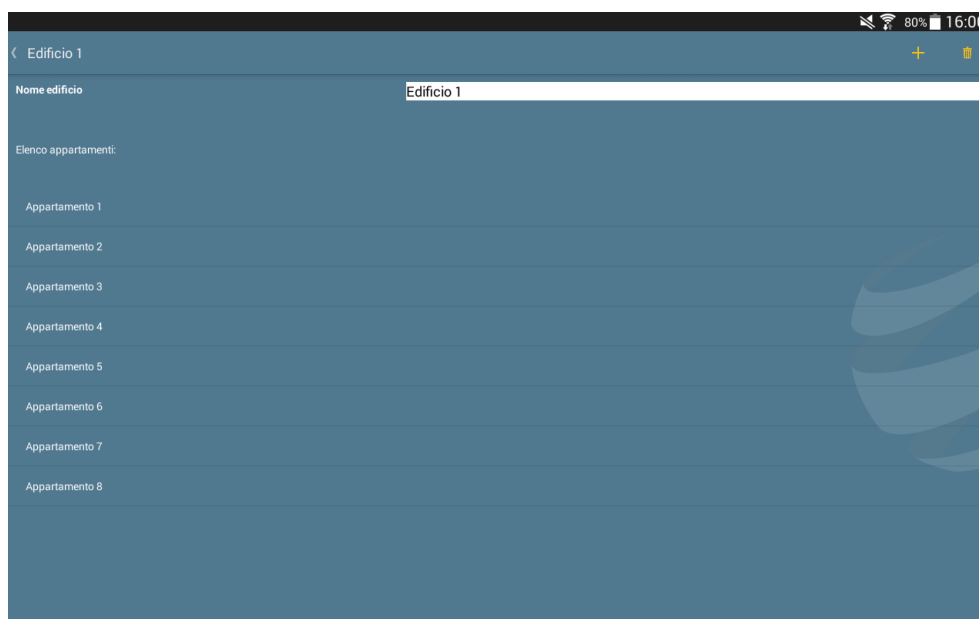 80% 16:00
Edificio 1
Nome edificio Edificio 1
Elenco appartamenti:
Appartamento 1
Appartamento 2
Appartamento 3
Appartamento 4
Appartamento 5
Appartamento 6
Appartamento 7
Appartamento 8